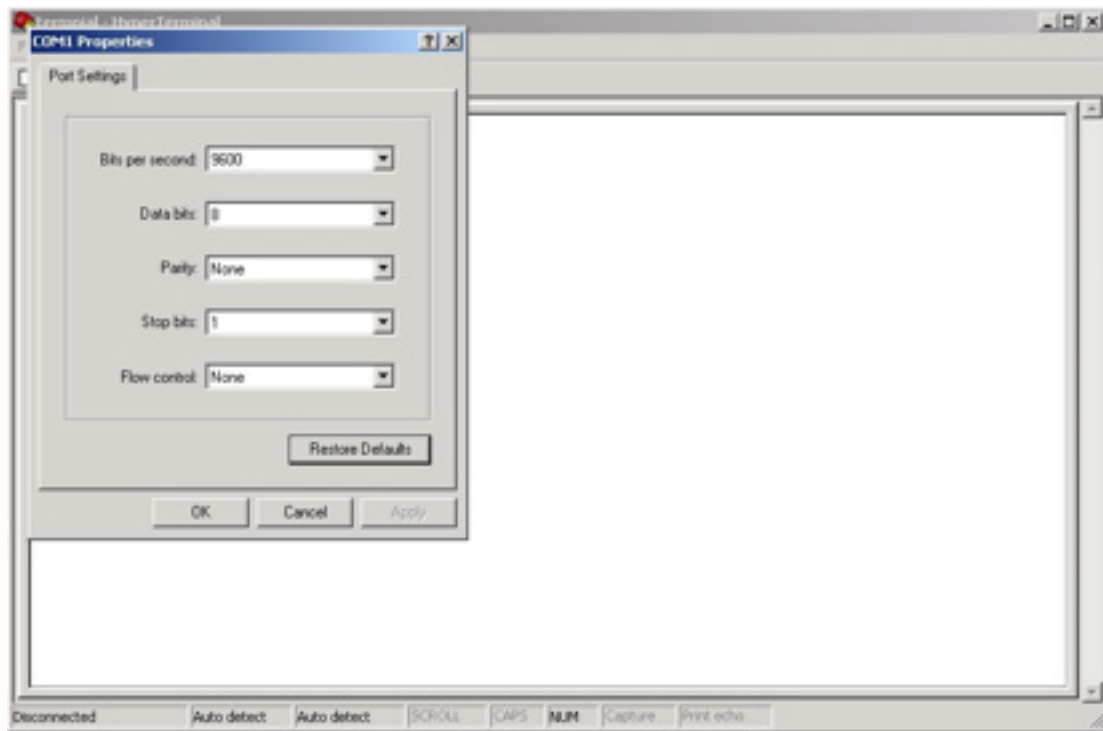 HyperTerminal
COM1 Properties
Port Settings
Bits per second: 9600
Data bits: 8
Parity: None
Stop bits: 1
Flow control: None
Restore Defaults
OK Cancel Apply
Disconnected Auto detect Auto detect SCROLL CAPS NUM Capture Print echo